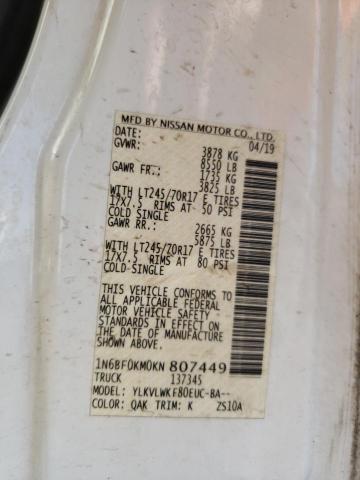 MFD BY NISSAN MOTOR CO., LTD.
DATE: 04/19
GVWR: 3878 KG
8550 LB
GAWR FR.: 1735 KG
3825 LB
WITH LT245/70R17 E TIRES
17X7.5 RIMS AT 50 PSI
COLD SINGLE
GAWR RR.: 2665 KG
5875 LB
WITH LT245/70R17 E TIRES
17X7.5 RIMS AT 80 PSI
COLD-SINGLE
THIS VEHICLE CONFORMS TO
ALL APPLICABLE FEDERAL
MOTOR VEHICLE SAFETY
STANDARDS IN EFFECT ON
THE DATE OF MANUFACTURE
SHOWN ABOVE.
1N6BF0KM0KN807449
TRUCK 137345
MODEL: YLKVLWKF80EUC-BA--
COLOR: QAK TRIM: K ZS10A